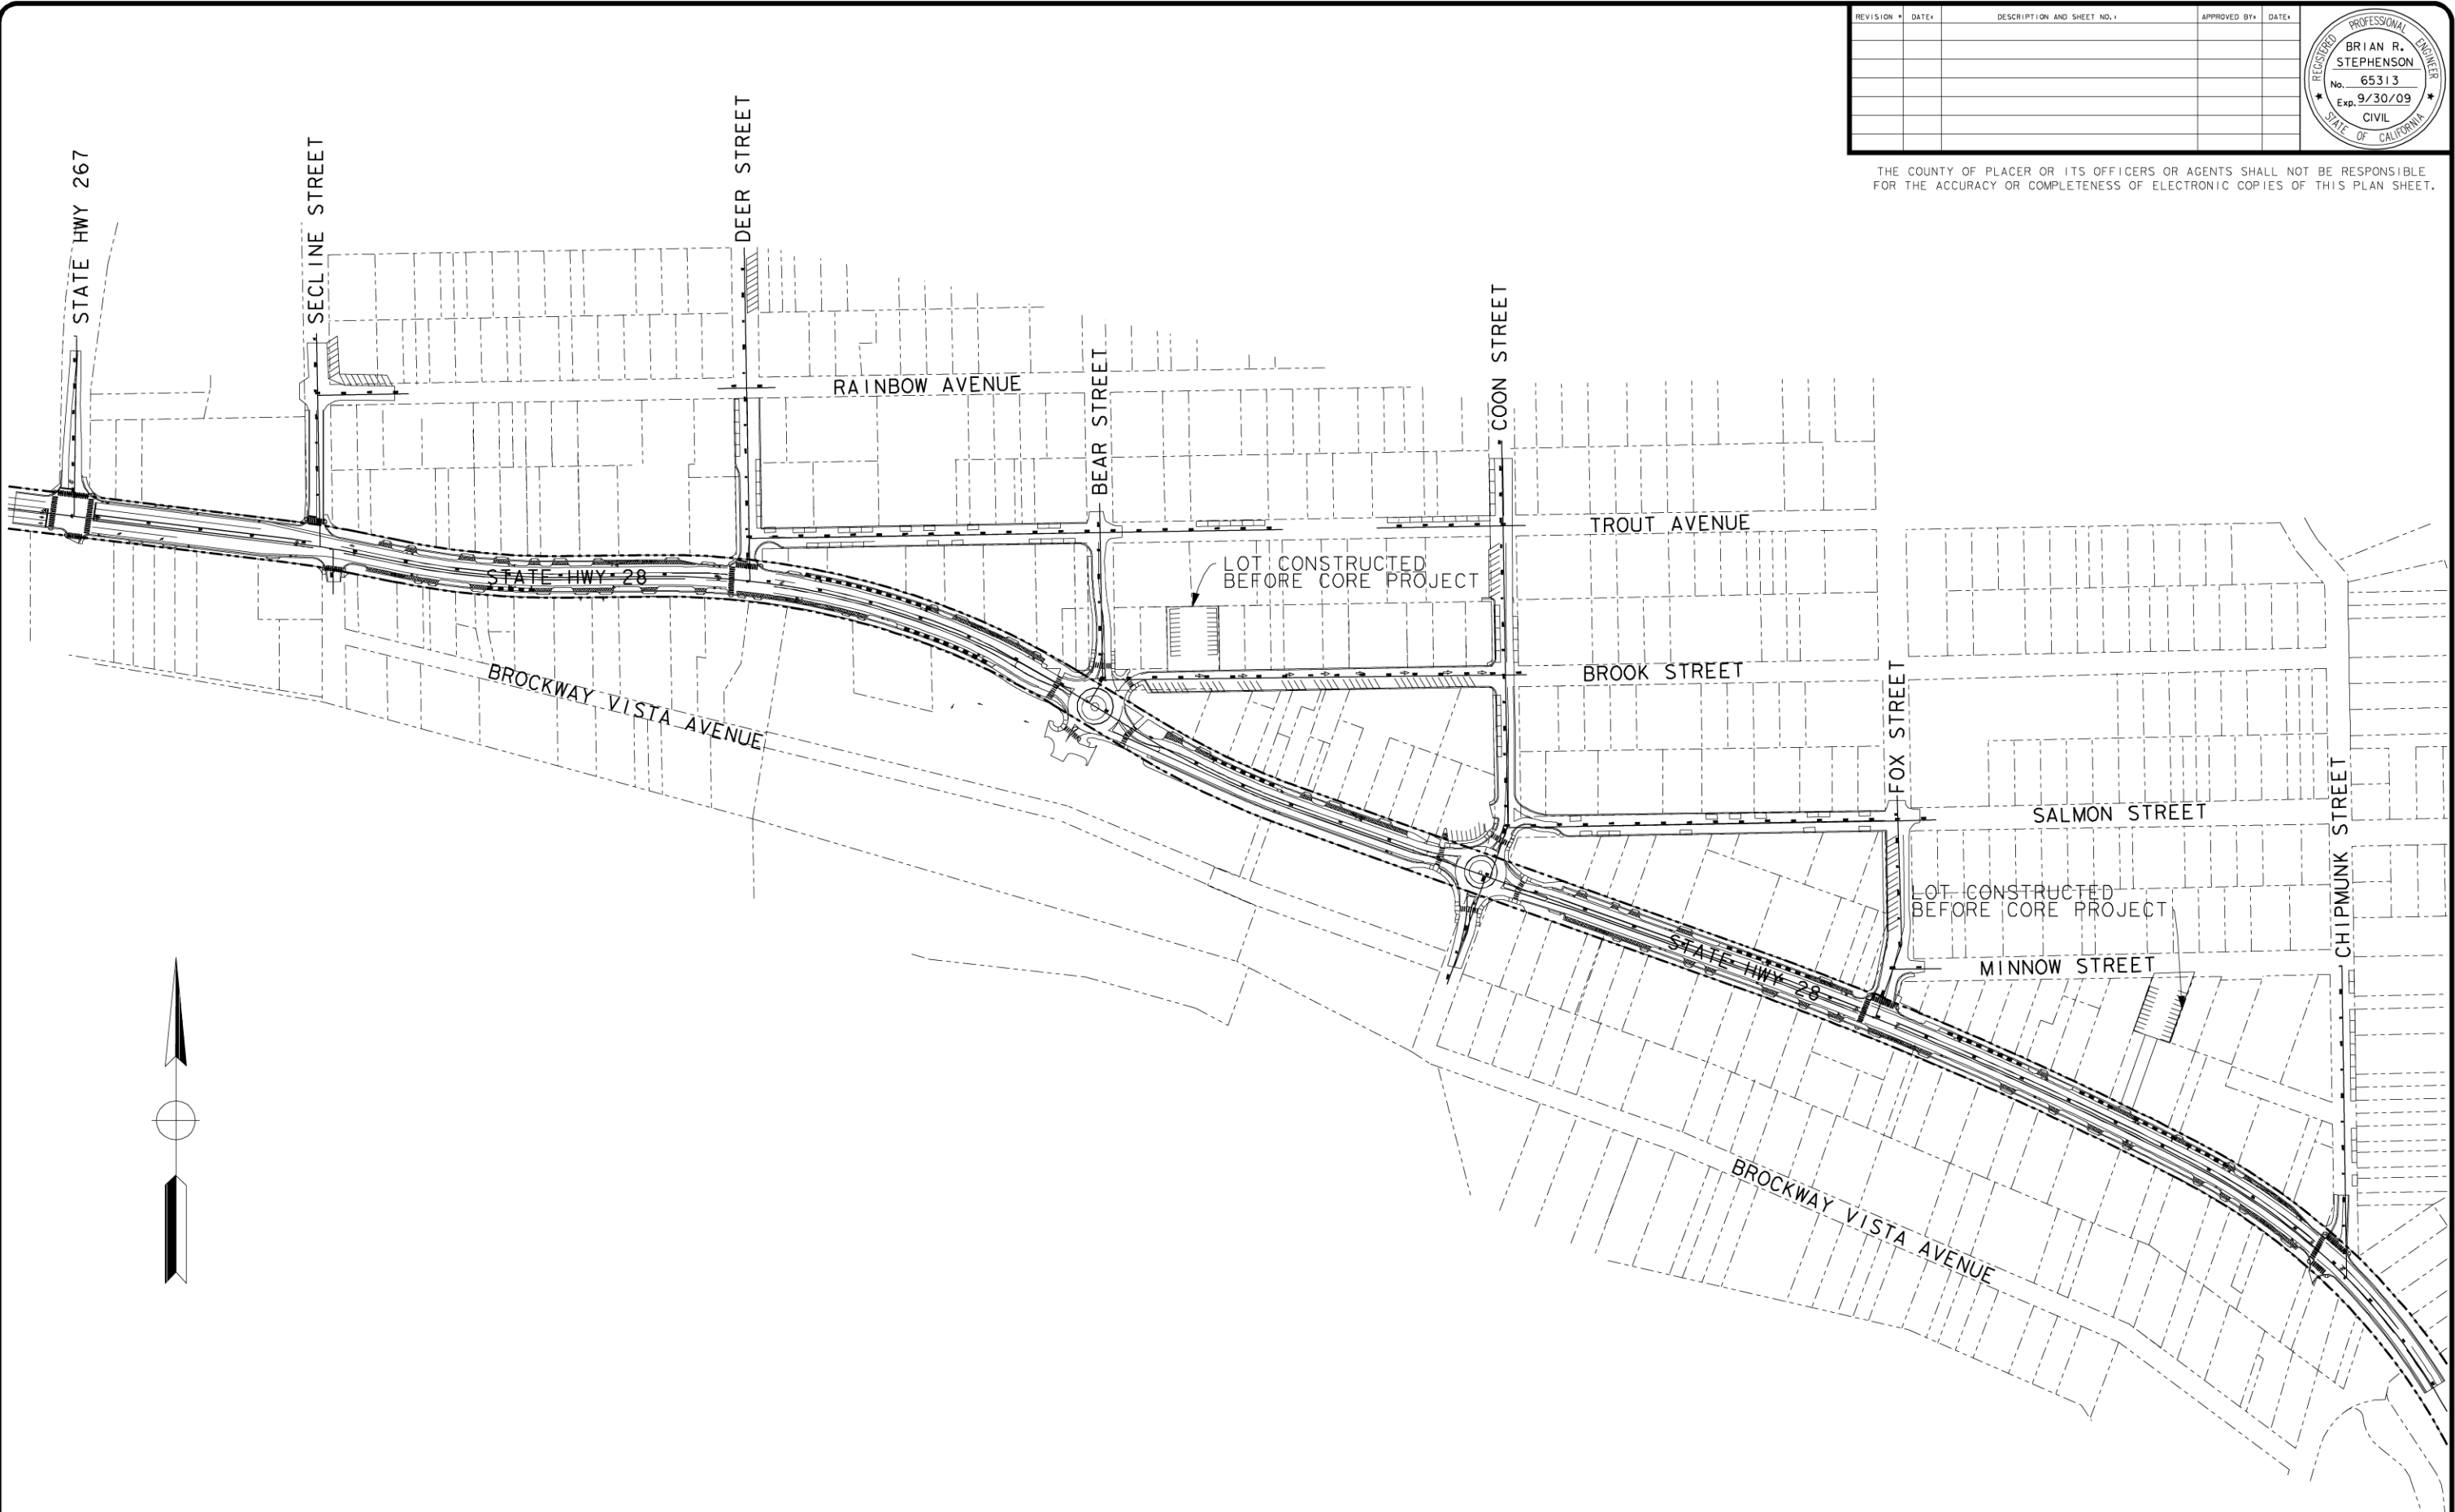 REVISION #
DATE:
DESCRIPTION AND SHEET NO.:
APPROVED BY:
DATE:
REGISTERED PROFESSIONAL ENGINEER
BRIAN R.
STEPHENSON
No. 65313
Exp. 9/30/09
CIVIL
STATE OF CALIFORNIA
THE COUNTY OF PLACER OR ITS OFFICERS OR AGENTS SHALL NOT BE RESPONSIBLE
FOR THE ACCURACY OR COMPLETENESS OF ELECTRONIC COPIES OF THIS PLAN SHEET.
STATE HWY 267
SECLINE STREET
DEER STREET
RAINBOW AVENUE
BEAR STREET
COON STREET
TROUT AVENUE
LOT CONSTRUCTED
BEFORE CORE PROJECT
STATE HWY 28
BROCKWAY VISTA AVENUE
BROOK STREET
FOX STREET
SALMON STREET
CHIPMUNK STREET
LOT CONSTRUCTED
BEFORE CORE PROJECT
STATE HWY 28
MINNOW STREET
BROCKWAY VISTA AVENUE